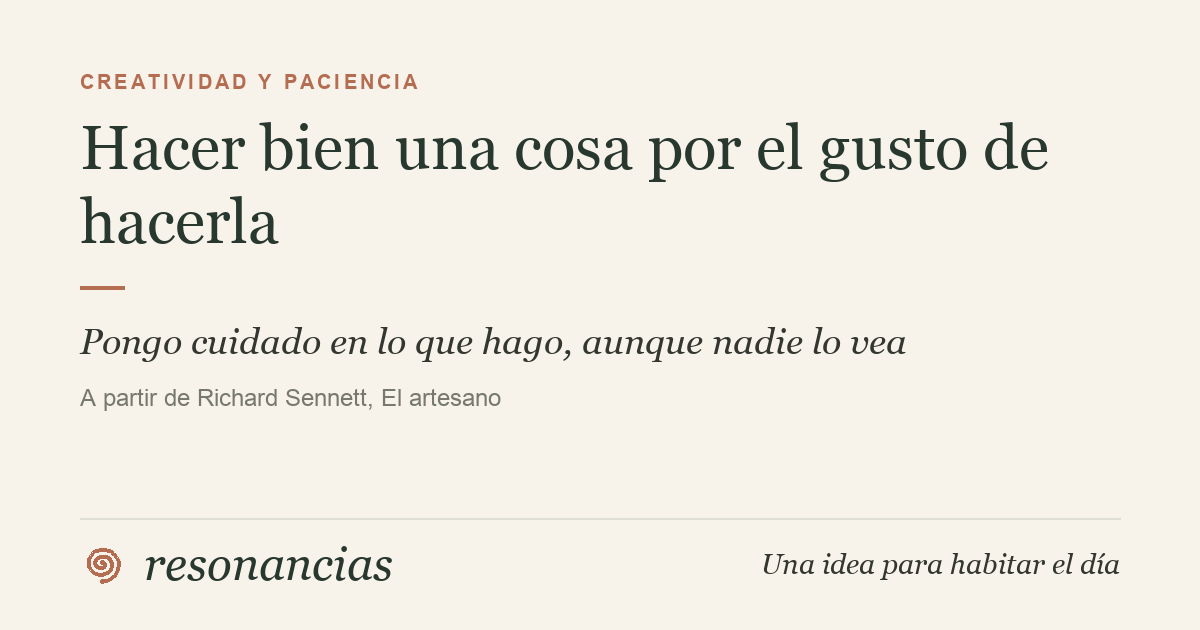 CREATIVIDAD Y PACIENCIA
Hacer bien una cosa por el gusto de
hacerla
Pongo cuidado en lo que hago, aunque nadie lo vea
A partir de Richard Sennett, El artesano
resonancias
Una idea para habitar el día